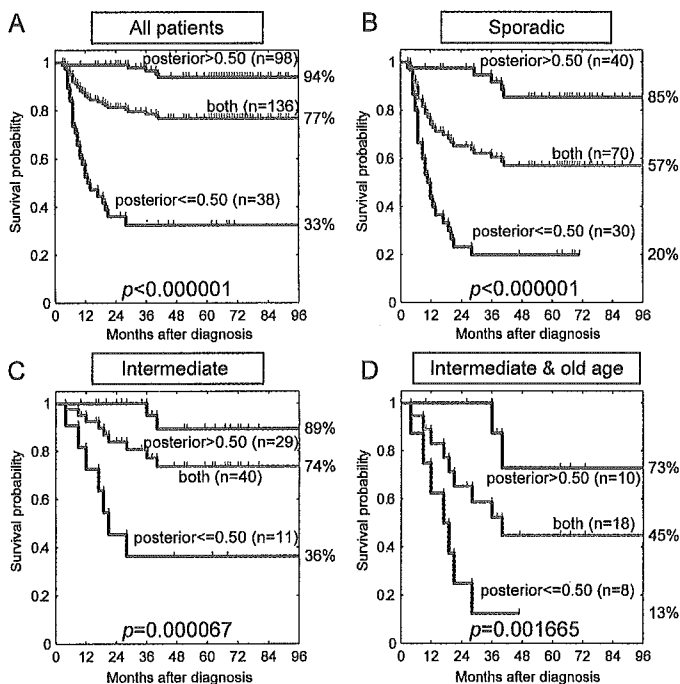 A
All patients
posterior>0.50 (n=98)
94%
both (n=136)
77%
posterior<=0.50 (n=38)
33%
p<0.000001
Survival probability
1
0.8
0.6
0.4
0.2
0
0 12 24 36 48 60 72 84 96
Months after diagnosis
B
Sporadic
posterior>0.50 (n=40)
85%
both (n=70)
57%
posterior<=0.50 (n=30)
20%
p<0.000001
Survival probability
1
0.8
0.6
0.4
0.2
0
0 12 24 36 48 60 72 84 96
Months after diagnosis
C
Intermediate
89%
posterior>0.50 (n=29)
74%
both (n=40)
posterior<=0.50 (n=11)
36%
p=0.000067
Survival probability
1
0.8
0.6
0.4
0.2
0
0 12 24 36 48 60 72 84 96
Months after diagnosis
D
Intermediate & old age
73%
posterior>0.50 (n=10)
both (n=18)
45%
posterior<=0.50 (n=8)
13%
p=0.001665
Survival probability
1
0.8
0.6
0.4
0.2
0
0 12 24 36 48 60 72 84 96
Months after diagnosis